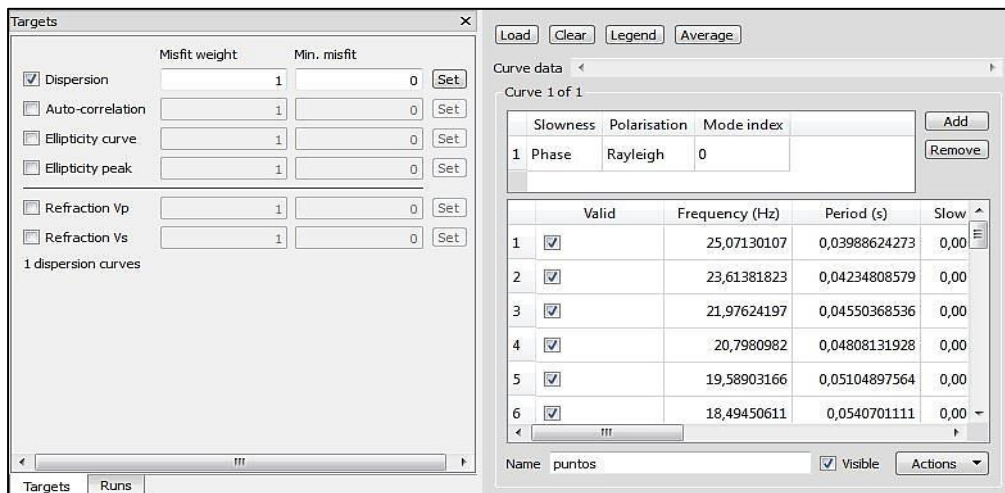 Targets
Misfit weight Min. misfit
Dispersion 1 0 Set
Auto-correlation 1 0 Set
Ellipticity curve 1 0 Set
Ellipticity peak 1 0 Set
Refraction Vp 1 0 Set
Refraction Vs 1 0 Set
1 dispersion curves
Targets Runs
Load Clear Legend Average
Curve data
Curve 1 of 1
Slowness Polarisation Mode index Add
1 Phase Rayleigh 0 Remove
Valid Frequency (Hz) Period (s) Slow
1 25,07130107 0,03988624273 0,00
2 23,61381823 0,04234808579 0,00
3 21,97624197 0,04550368536 0,00
4 20,7980982 0,04808131928 0,00
5 19,58903166 0,05104897564 0,00
6 18,49450611 0,0540701111 0,00
Name puntos Visible Actions